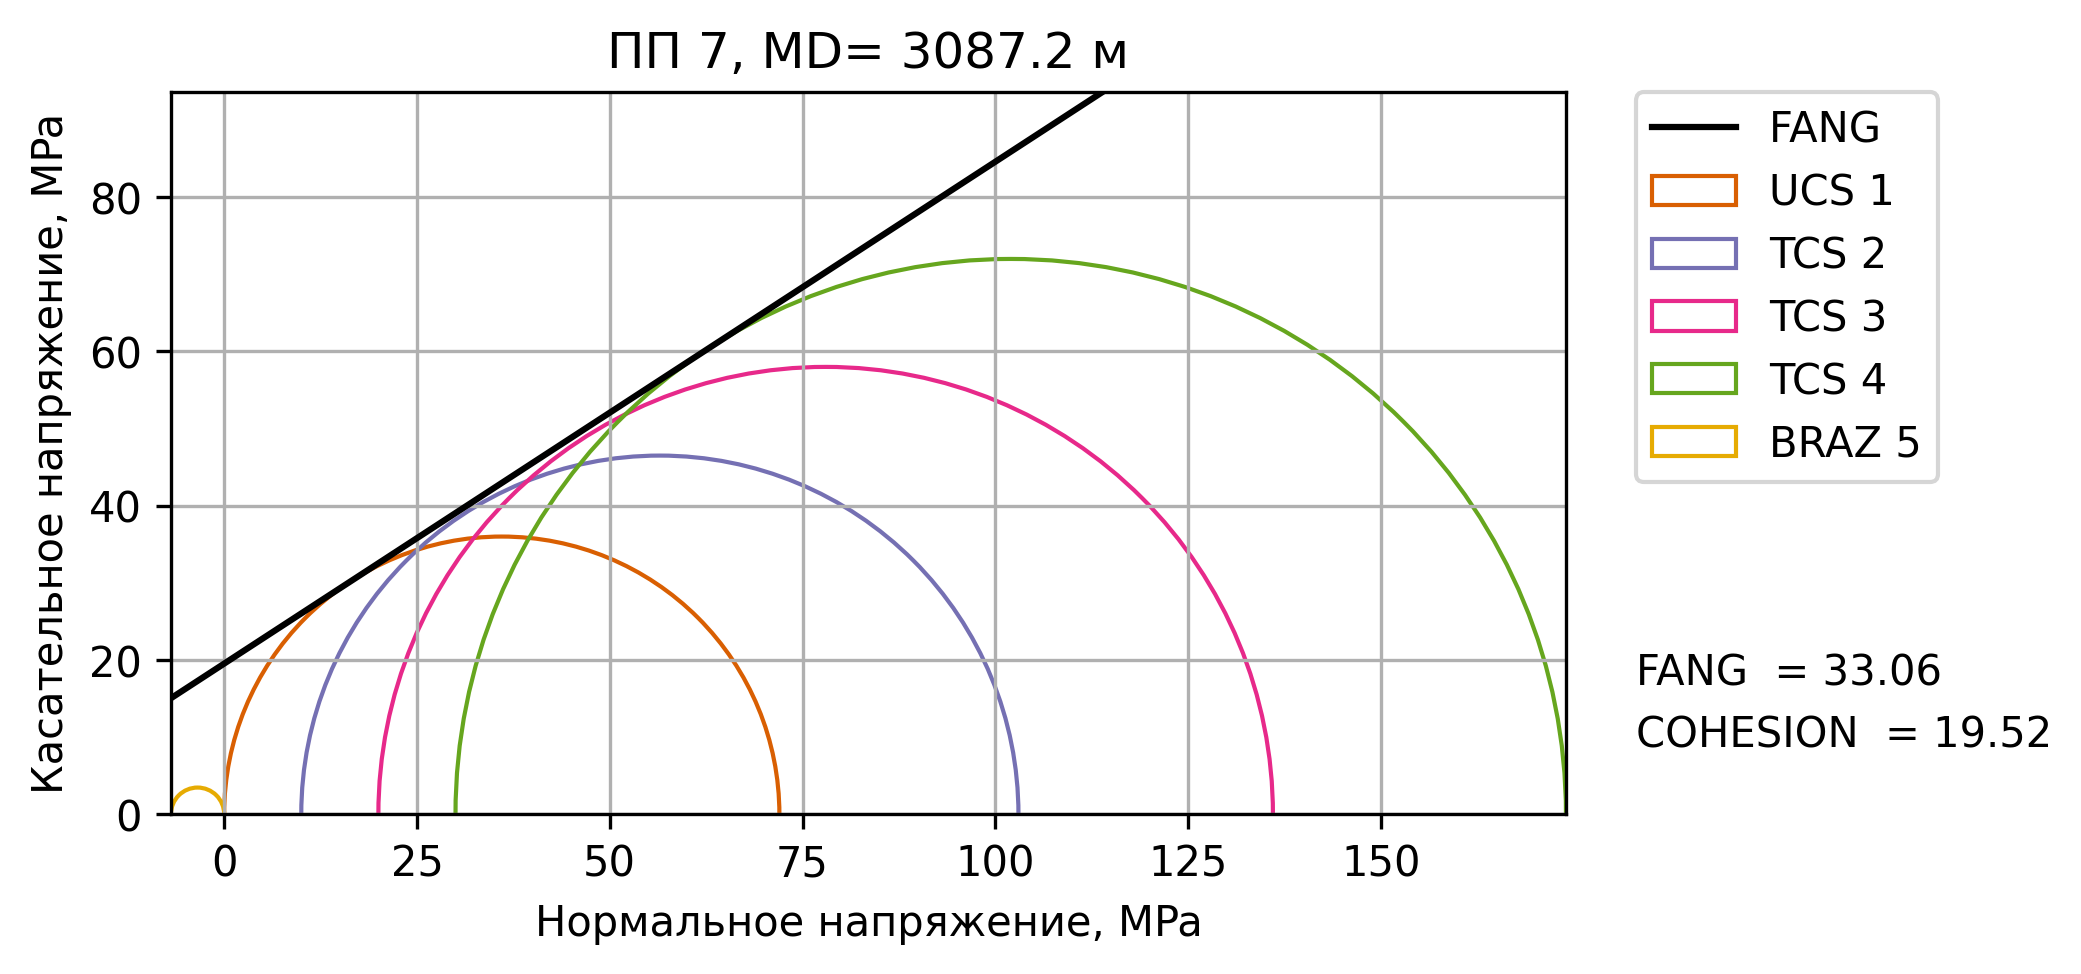 ПП 7, MD= 3087.2 м
Касательное напряжение, MPa
80
60
40
20
0
0 25 50 75 100 125 150
Нормальное напряжение, MPa
FANG
UCS 1
TCS 2
TCS 3
TCS 4
BRAZ 5
FANG = 33.06
COHESION = 19.52